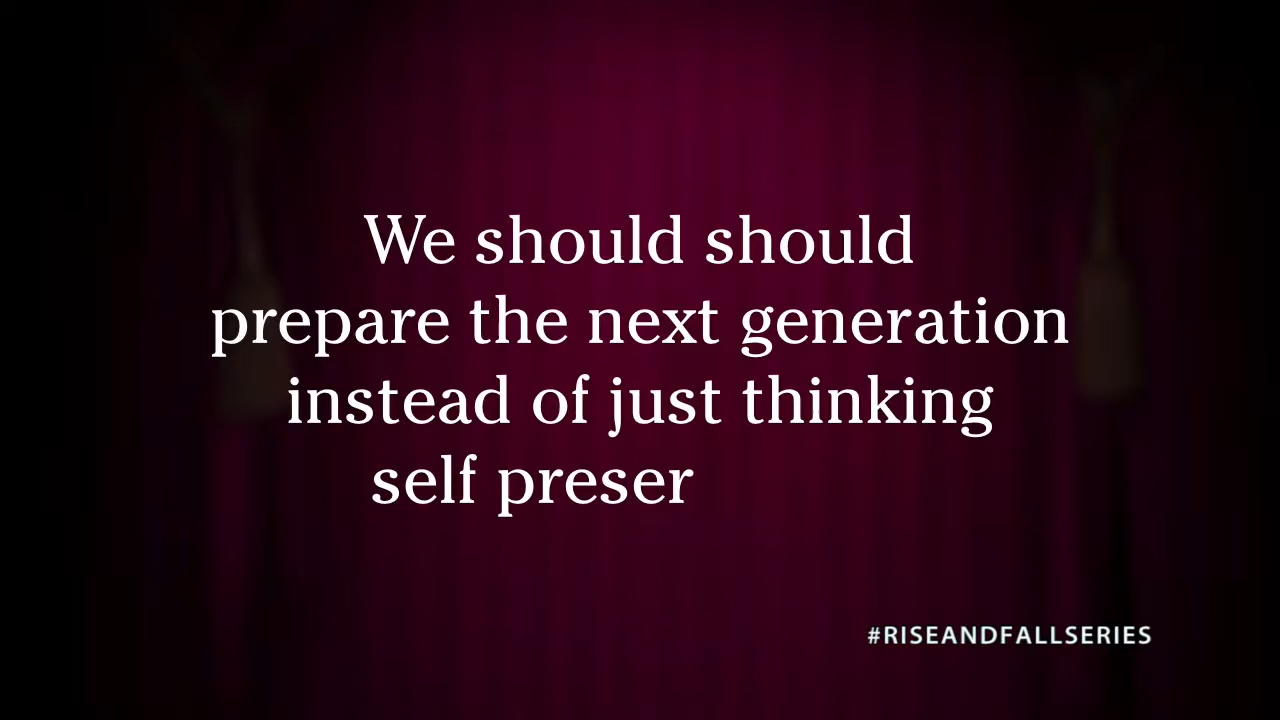 We should should
prepare the next generation
instead of just thinking
self preser
#RISEANDFALLSERIES